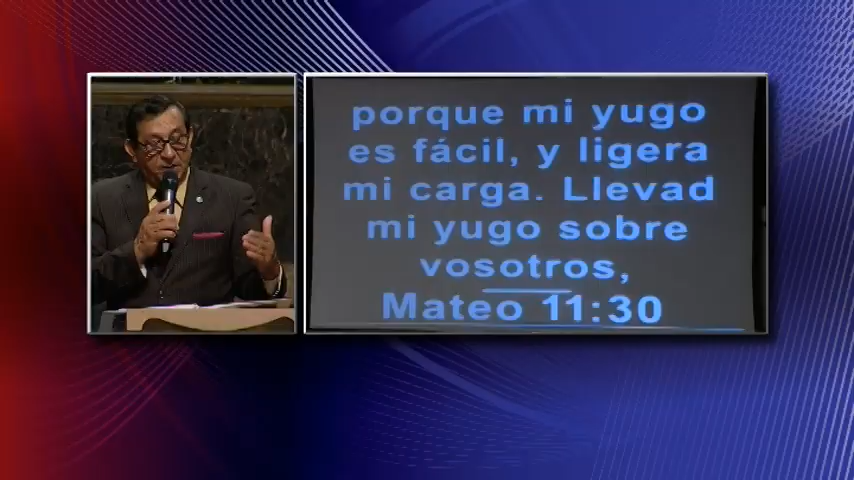 porque mi yugo
es fácil, y ligera
mi carga. Llevad
mi yugo sobre
vosotros,
Mateo 11:30